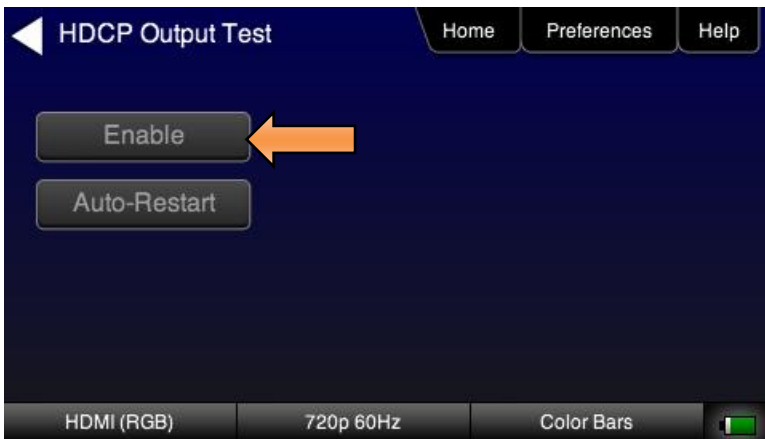 HDCP Output Test
Home
Preferences
Help
Enable
Auto-Restart
HDMI (RGB)
720p 60Hz
Color Bars